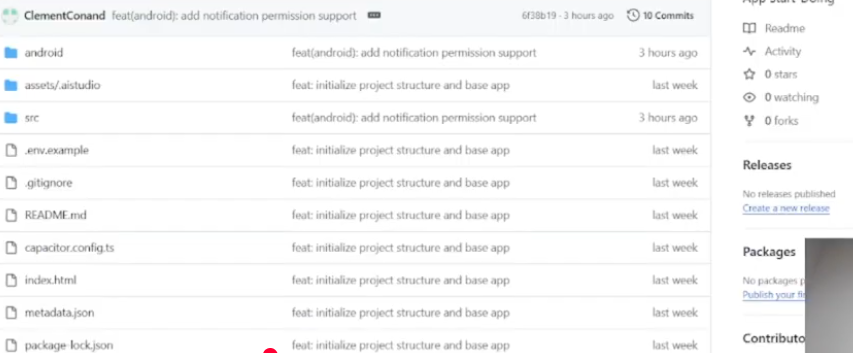 App Start-Doing
ClementConand feat(android): add notification permission support 6f38b19 · 3 hours ago 10 Commits
android feat(android): add notification permission support 3 hours ago
assets/.aistudio feat: initialize project structure and base app last week
src feat(android): add notification permission support 3 hours ago
.env.example feat: initialize project structure and base app last week
.gitignore feat: initialize project structure and base app last week
README.md feat: initialize project structure and base app last week
capacitor.config.ts feat: initialize project structure and base app last week
index.html feat: initialize project structure and base app last week
metadata.json feat: initialize project structure and base app last week
package-lock.json feat: initialize project structure and base app last week
Readme
Activity
0 stars
0 watching
0 forks
Releases
No releases published
Create a new release
Packages
No packages p
Publish your fi
Contributo